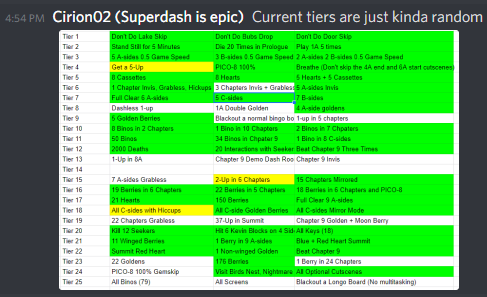 4:54 PM Cirion02 (Superdash is epic) Current tiers are just kinda random
Tier 1 Don't Do Lake Skip Don't Do Bubs Drop Don't Do Door Skip
Tier 2 Stand Still for 5 Minutes Die 20 Times in Prologue Play 1A 5 times
Tier 3 5 A-sides 0.5 Game Speed 3 B-sides 0.5 Game Speed 2 A-sides 2 B-sides 0.5 Game Speed
Tier 4 Get a 5-Up PICO-8 100% Breathe (Don't skip the 4A end and 6A start cutscenes)
Tier 5 8 Cassettes 8 Hearts 5 Hearts + 5 Cassettes
Tier 6 1 Chapter Invis, Grabless, Hickups 3 Chapters Invis + Grabless 5 A-sides Invis
Tier 7 Full Clear 6 A-sides 5 C-sides 7 B-sides
Tier 8 Dashless 1-up 1A Double Golden 4 A-side goldens
Tier 9 5 Golden Berries Blackout a normal bingo bo 1-up in 5 chapters
Tier 10 8 Binos in 2 Chapters 1 Bino in 10 Chapters 2 Binos in 7 Chapters
Tier 11 50 Binos 34 Binos in Chpater 9 1 Bino in 8 C-sides
Tier 12 2000 Deaths 20 Interactions with Seeker Beat Chapter 9 Three Times
Tier 13 1-Up in 8A Chapter 9 Demo Dash Roo Chapter 9 Invis
Tier 14
Tier 15 7 A-sides Grabless 2-Up in 6 Chapters 15 Chapters Mirrored
Tier 16 19 Berries in 6 Chapters 22 Berries in 5 Chapters 18 Berries in 6 Chapters and PICO-8
Tier 17 21 Hearts 150 Berries Full Clear 9 A-sides
Tier 18 All C-sides with Hiccups All C-side Golden Berries All C-sides Mirror Mode
Tier 19 22 Chapters Grabless 37-Up in Summit Chapter 9 Golden + Moon Berry
Tier 20 Kill 12 Seekers Hit 6 Kevin Blocks on 4 Sid All Keys (18)
Tier 21 11 Winged Berries 1 Berry in 9 A-sides Blue + Red Heart Summit
Tier 22 Summit Red Heart 1 Non-winged Golden Beat Chapter 9
Tier 23 22 Goldens 176 Berries 1 Berry in 24 Chapters
Tier 24 PICO-8 100% Gemskip Visit Birds Nest, Nightmare All Optional Cutscenes
Tier 25 All Binos (79) All Screens Blackout a Longo Board (No multitasking)